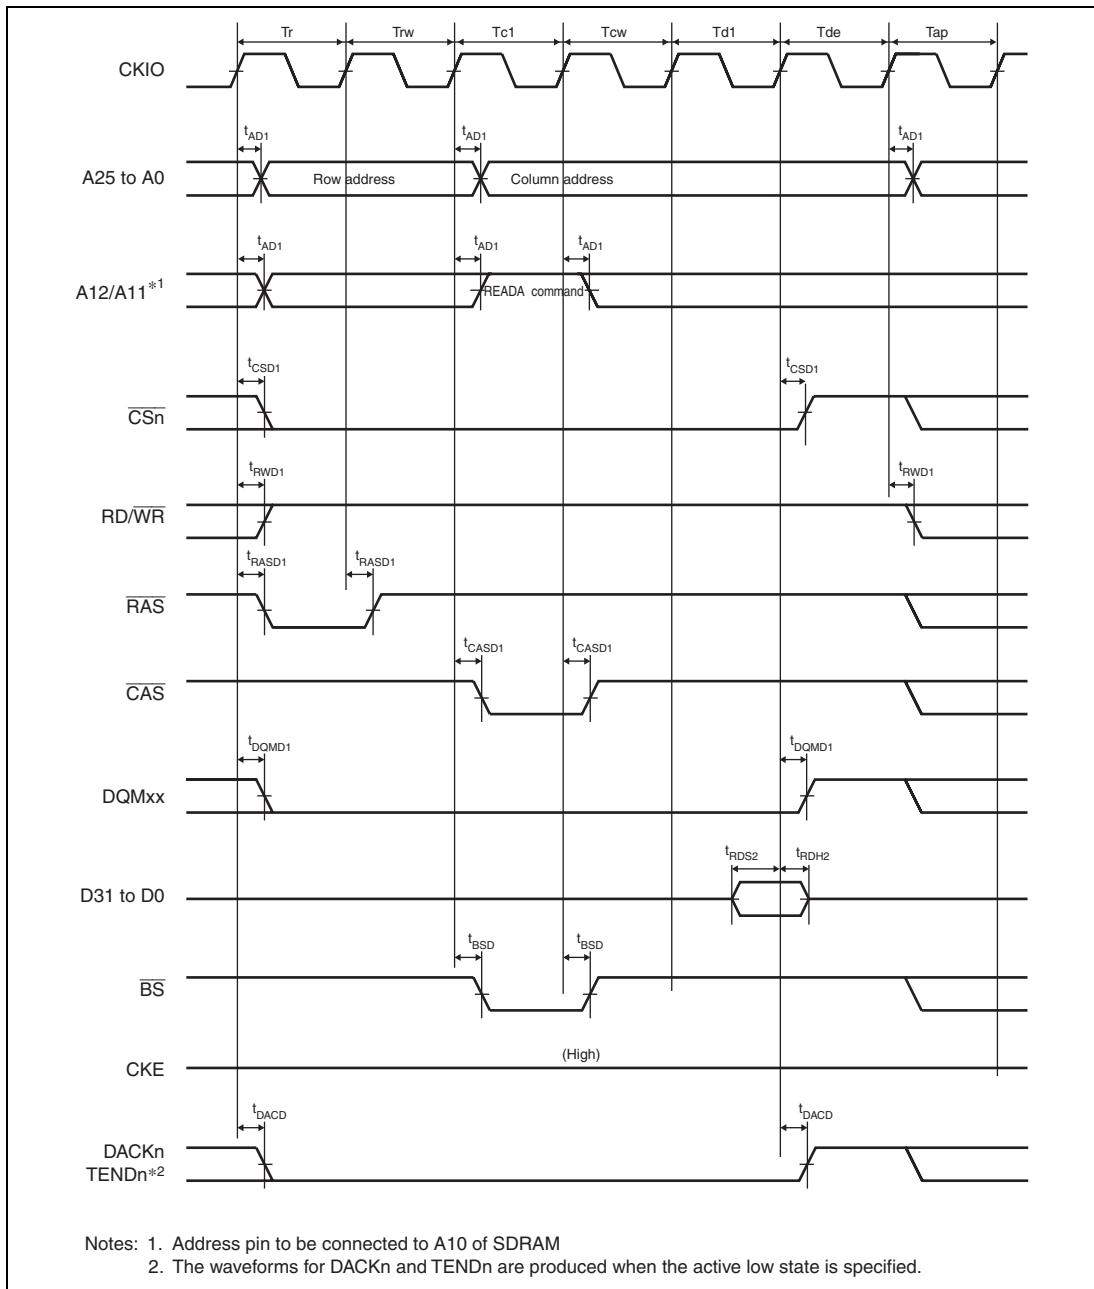 Tr Trw Tc1 Tcw Td1 Tde Tap
CKIO
tAD1 tAD1 tAD1
A25 to A0 Row address Column address
tAD1 tAD1 tAD1
A12/A11*1 READA command
tCSD1 tCSD1
CSn
tRWD1 tRWD1
RD/WR
tRASD1 tRASD1
RAS
tCASD1 tCASD1
CAS
tDQMD1 tDQMD1
DQMxx
tRDS2 tRDH2
D31 to D0
tBSD tBSD
BS
(High)
CKE
tDACD tDACD
DACKn
TENDn*2
Notes: 1. Address pin to be connected to A10 of SDRAM
2. The waveforms for DACKn and TENDn are produced when the active low state is specified.